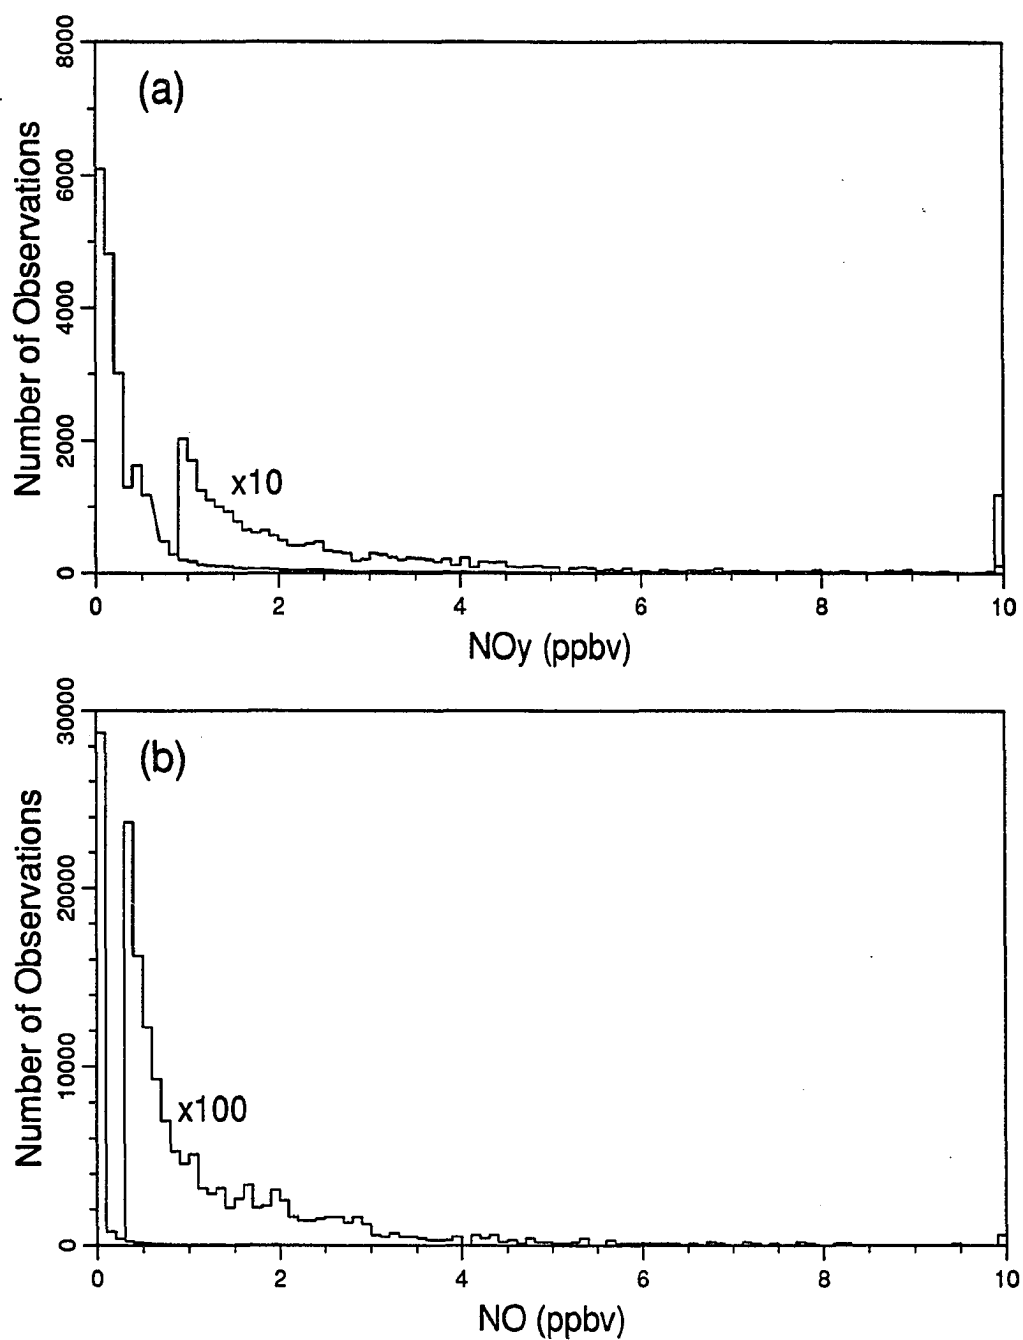 (a)
8000
6000
4000
2000
0
Number of Observations
x10
0 2 4 6 8 10
NOy (ppbv)
(b)
30000
20000
10000
0
Number of Observations
x100
0 2 4 6 8 10
NO (ppbv)